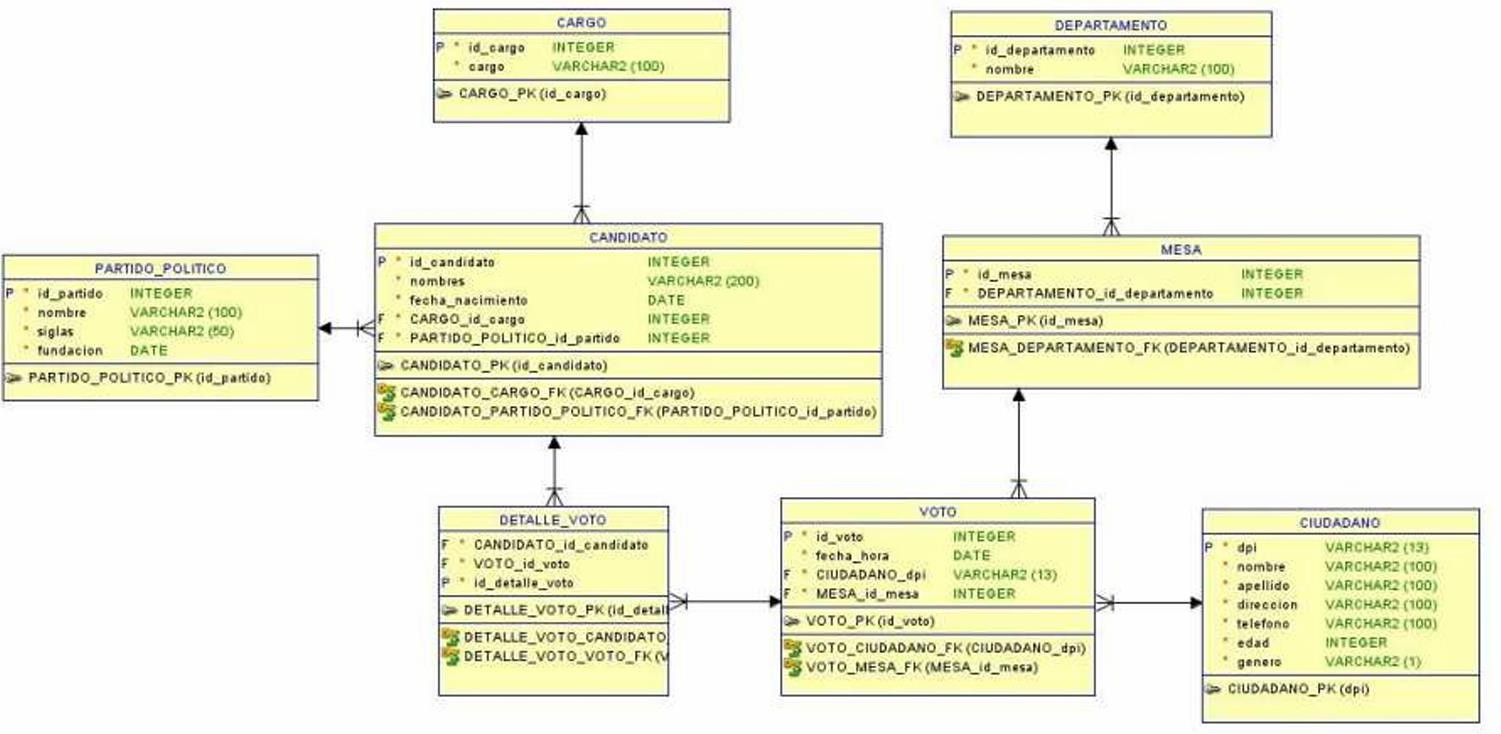 CARGO
P * id_cargo INTEGER
* cargo VARCHAR2 (100)
CARGO_PK (id_cargo)
DEPARTAMENTO
P * id_departamento INTEGER
* nombre VARCHAR2 (100)
DEPARTAMENTO_PK (id_departamento)
PARTIDO_POLITICO
P * id_partido INTEGER
* nombre VARCHAR2 (100)
* siglas VARCHAR2 (50)
* fundacion DATE
PARTIDO_POLITICO_PK (id_partido)
CANDIDATO
P * id_candidato INTEGER
* nombres VARCHAR2 (200)
* fecha_nacimiento DATE
F * CARGO_id_cargo INTEGER
F * PARTIDO_POLITICO_id_partido INTEGER
CANDIDATO_PK (id_candidato)
CANDIDATO_CARGO_FK (CARGO_id_cargo)
CANDIDATO_PARTIDO_POLITICO_FK (PARTIDO_POLITICO_id_partido)
MESA
P * id_mesa INTEGER
F * DEPARTAMENTO_id_departamento INTEGER
MESA_PK (id_mesa)
MESA_DEPARTAMENTO_FK (DEPARTAMENTO_id_departamento)
DETALLE_VOTO
F * CANDIDATO_id_candidato
F * VOTO_id_voto
P * id_detalle_voto
DETALLE_VOTO_PK (id_detall
DETALLE_VOTO_CANDIDATO_
DETALLE_VOTO_VOTO_FK (V
VOTO
P * id_voto INTEGER
* fecha_hora DATE
F * CIUDADANO_dpi VARCHAR2 (13)
F * MESA_id_mesa INTEGER
VOTO_PK (id_voto)
VOTO_CIUDADANO_FK (CIUDADANO_dpi)
VOTO_MESA_FK (MESA_id_mesa)
CIUDADANO
P * dpi VARCHAR2 (13)
* nombre VARCHAR2 (100)
* apellido VARCHAR2 (100)
* direccion VARCHAR2 (100)
* telefono VARCHAR2 (100)
* edad INTEGER
* genero VARCHAR2 (1)
CIUDADANO_PK (dpi)